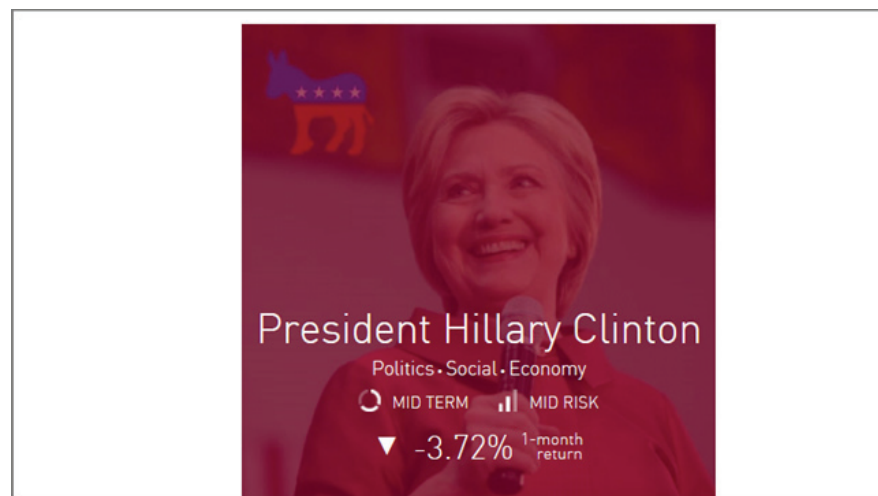 President Hillary Clinton
Politics • Social • Economy
MID TERM MID RISK
▼ -3.72% 1-month return